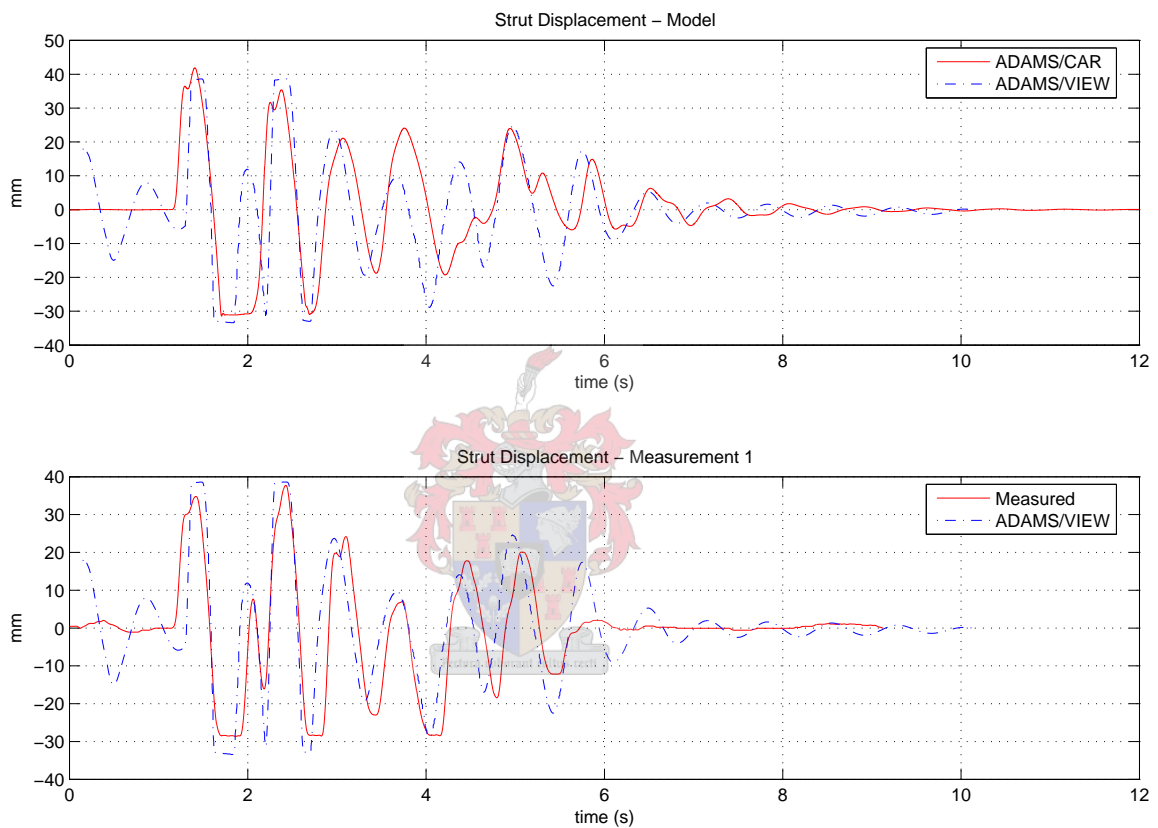 Strut Displacement – Model
50
40
30
20
10
0
−10
−20
−30
−40
mm
0 2 4 6 8 10 12
time (s)
ADAMS/CAR
ADAMS/VIEW
Strut Displacement – Measurement 1
40
30
20
10
0
−10
−20
−30
−40
mm
0 2 4 6 8 10 12
time (s)
Measured
ADAMS/VIEW